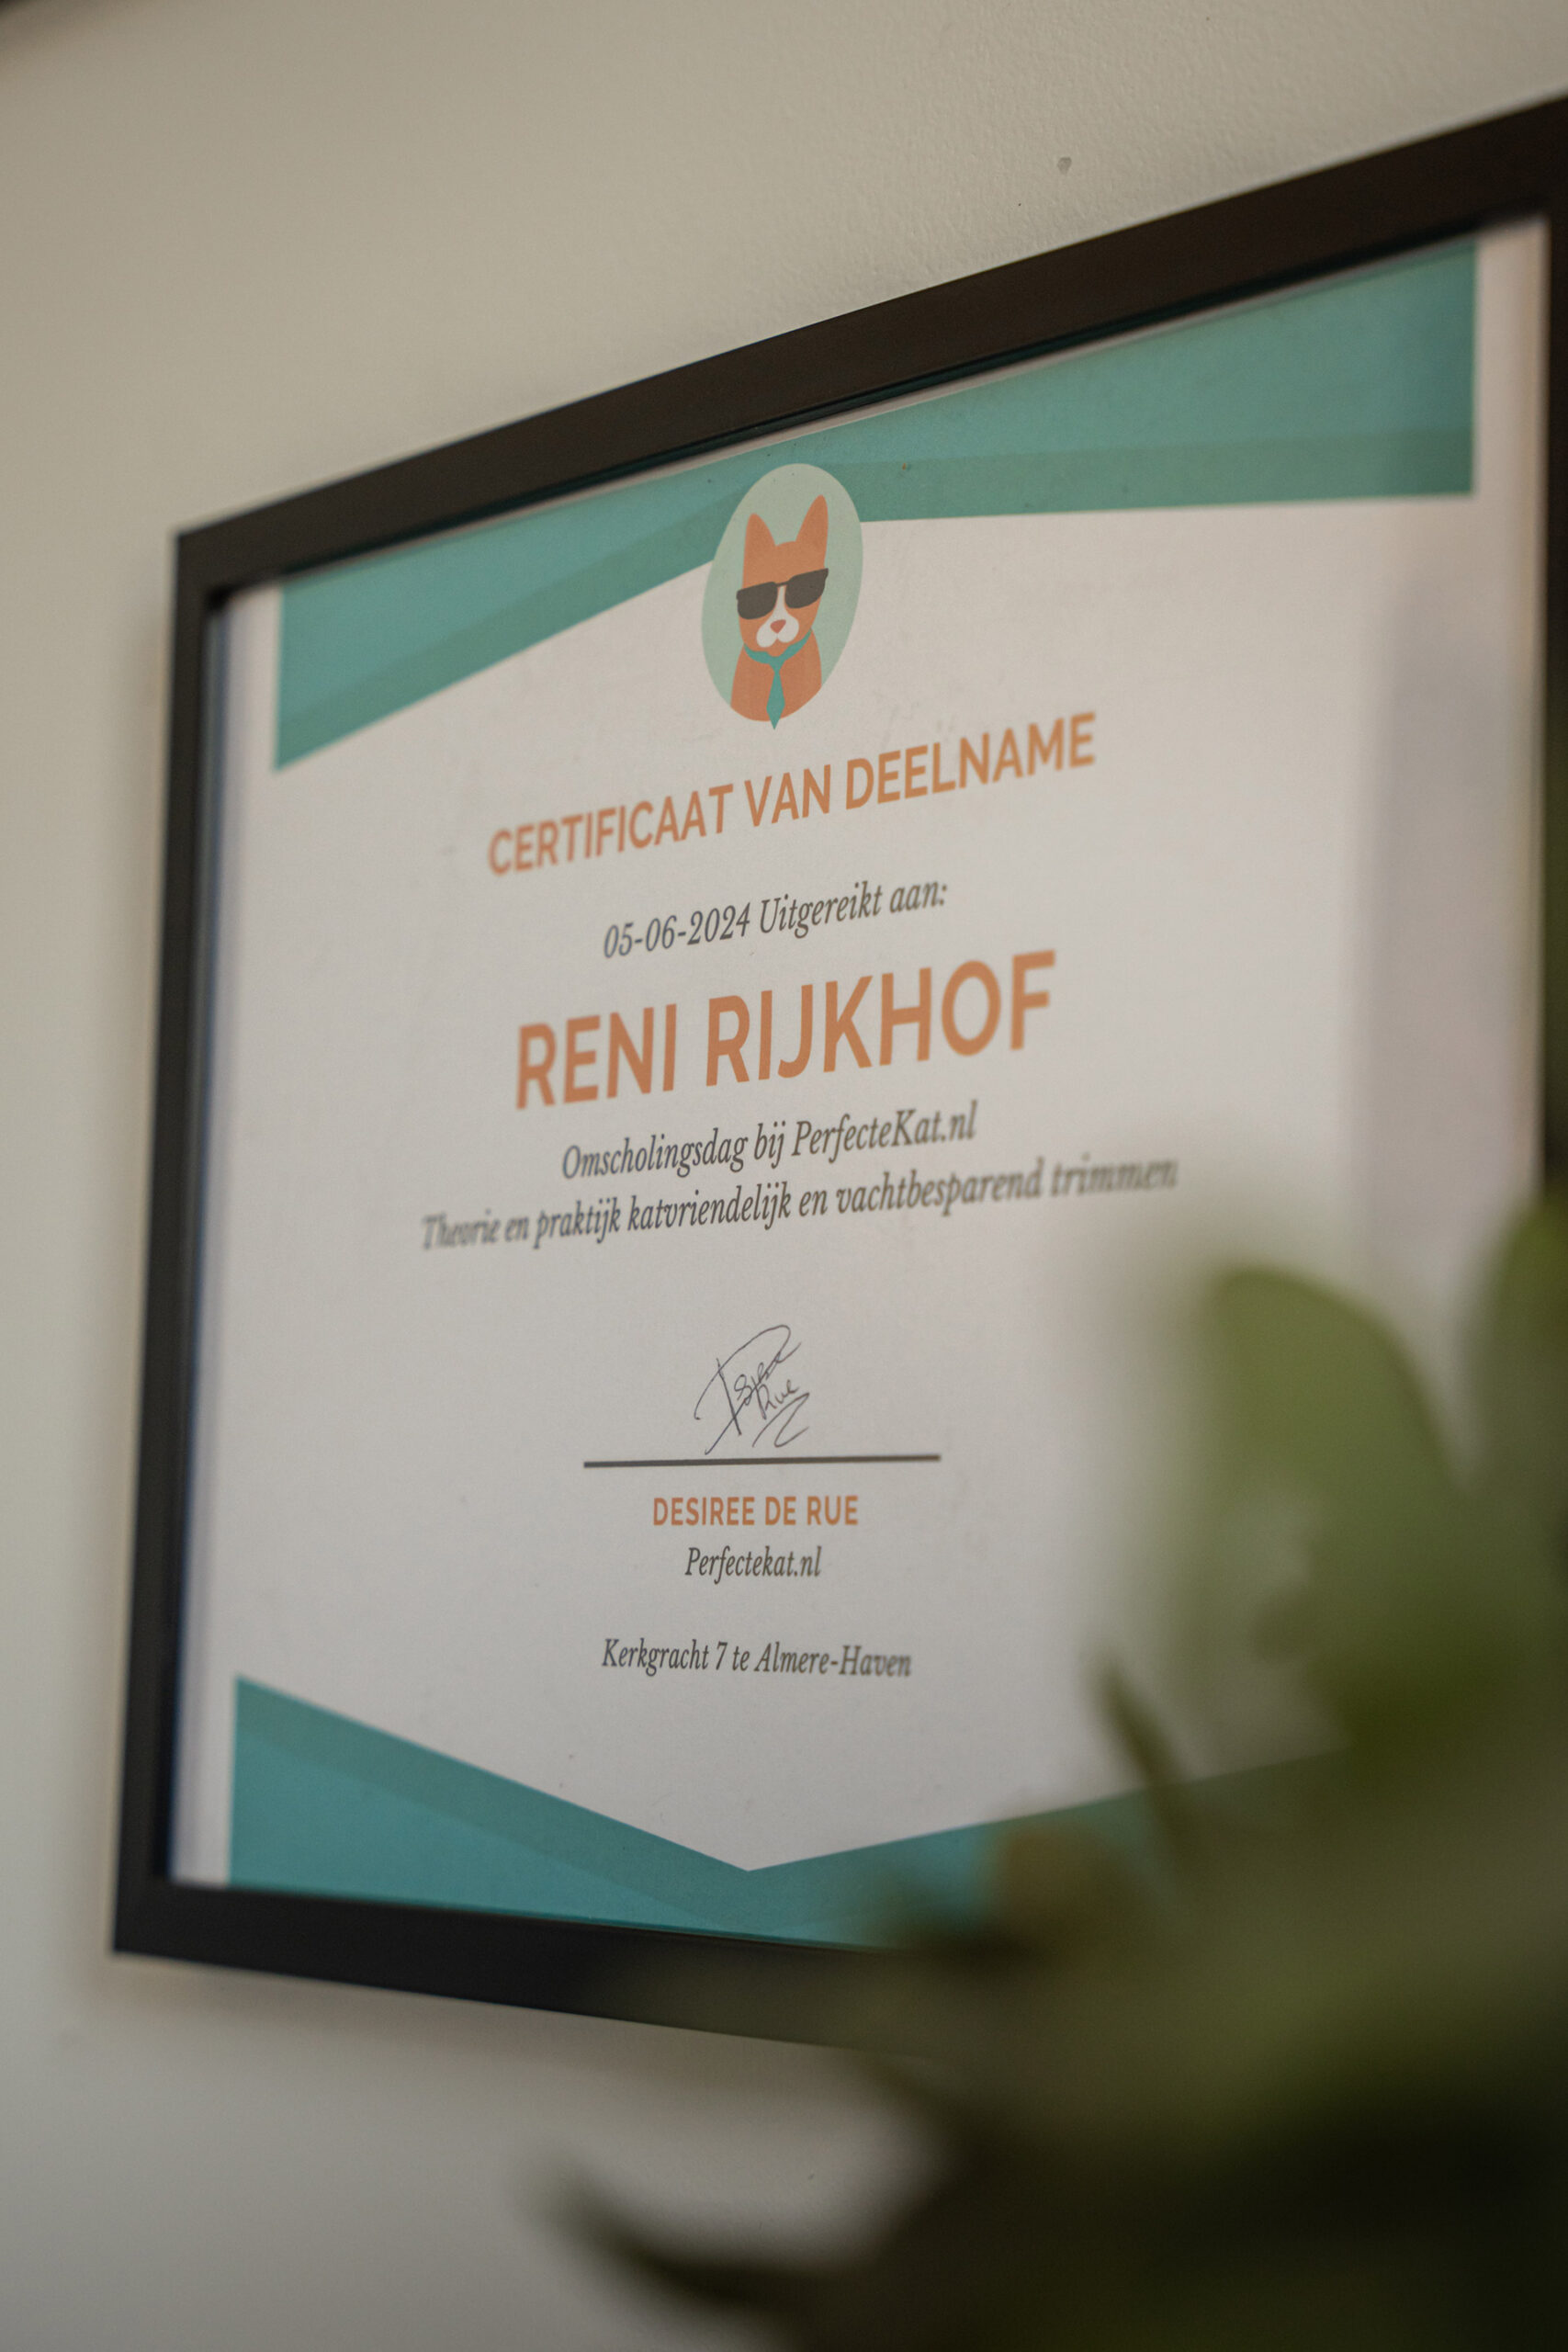 CERTIFICAAT VAN DEELNAME
05-06-2024 Uitgereikt aan:
RENI RIJKHOF
Omscholingsdag bij PerfecteKat.nl
Theorie en praktijk katvriendelijk en vachtbesparend trimmen
DESIREE DE RUE
Perfectekat.nl
Kerkgracht 7 te Almere-Haven